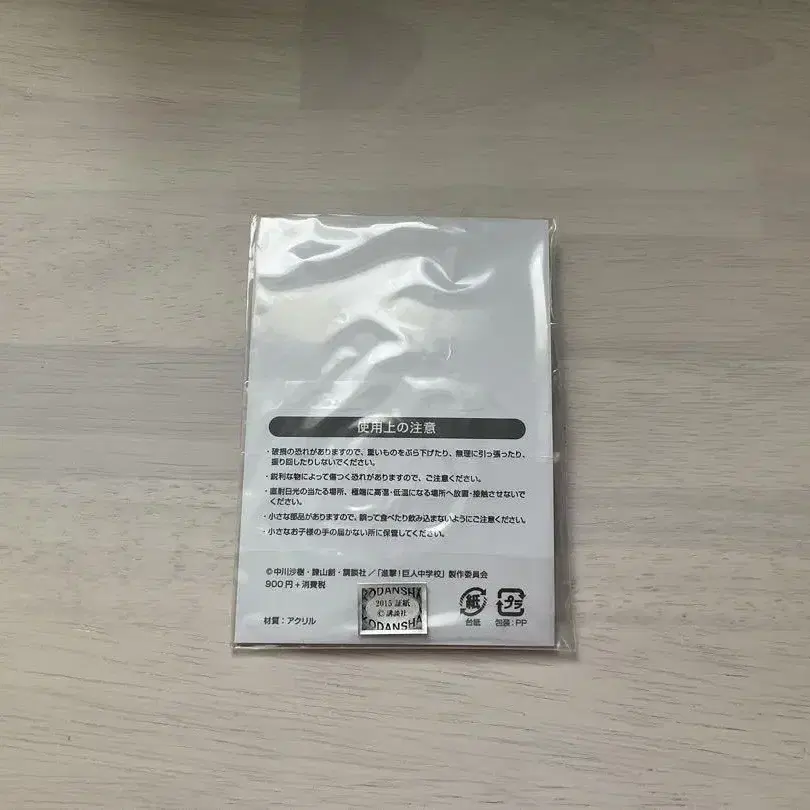 使用上の注意
・破損の恐れがありますので、重いものをぶら下げたり、無理に引っ張ったり、
振り回したりしないでください。
・鋭利な物によって傷つく恐れがありますので、ご注意ください。
・直射日光の当たる場所、極端に高温・低温になる場所へ放置・接触させないで
ください。
・小さな部品がありますので、誤って食べたり飲み込まないようにご注意ください。
・小さなお子様の手の届かない所に保管してください。
©中川沙樹・諫山創・講談社／「進撃!巨人中学校」製作委員会
900円+消費税
材質：アクリル
KODANSHA
2015 証紙
©講談社
KODANSHA
紙
台紙
プラ
包装：PP